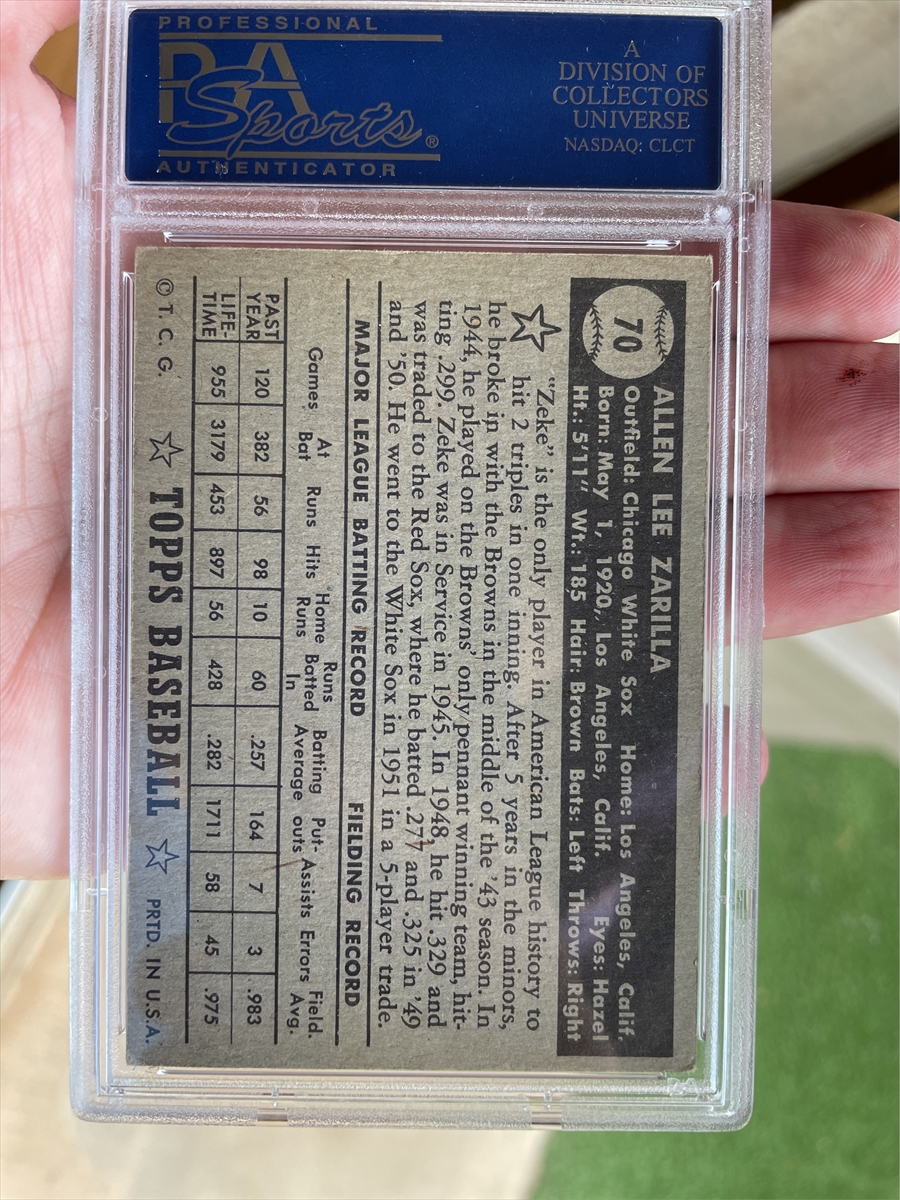 PROFESSIONAL
PSA
Sports®
AUTHENTICATOR
A
DIVISION OF
COLLECTORS
UNIVERSE
NASDAQ: CLCT
70
ALLEN LEE ZARILLA
Outfield: Chicago White Sox Home: Los Angeles, Calif.
Born: May 1, 1920, Los Angeles, Calif. Eyes: Hazel
Ht.: 5'11" Wt.: 185 Hair: Brown Bats: Left Throws: Right
"Zeke" is the only player in American League history to
hit 2 triples in one inning. After 5 years in the minors,
he broke in with the Browns in the middle of the '43 season. In
1944, he played on the Browns' only pennant winning team, hit-
ting .299. Zeke was in Service in 1945. In 1948, he hit .329 and
was traded to the Red Sox, where he batted .277 and .325 in '49
and '50. He went to the White Sox in 1951 in a 5-player trade.
MAJOR LEAGUE BATTING RECORD FIELDING RECORD
Games At Bat Runs Hits Home Runs Runs Batted In Batting Average Put-outs Assists Errors Field. Avg.
PAST YEAR 120 382 56 98 10 60 .257 164 7 3 .983
LIFE-TIME 955 3179 453 897 56 428 .282 1711 58 45 .975
© T. C. G. TOPPS BASEBALL PRTD. IN U.S.A.